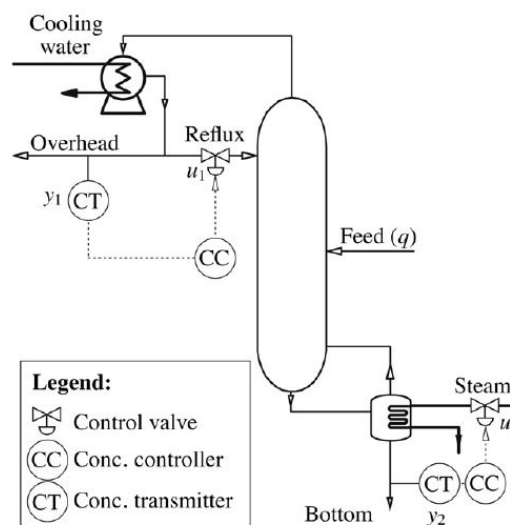 Cooling
water
Overhead
Reflux
u1
y1
CT
CC
Feed (q)
Steam
u
CT
CC
y2
Bottom
Legend:
Control valve
CC Conc. controller
CT Conc. transmitter